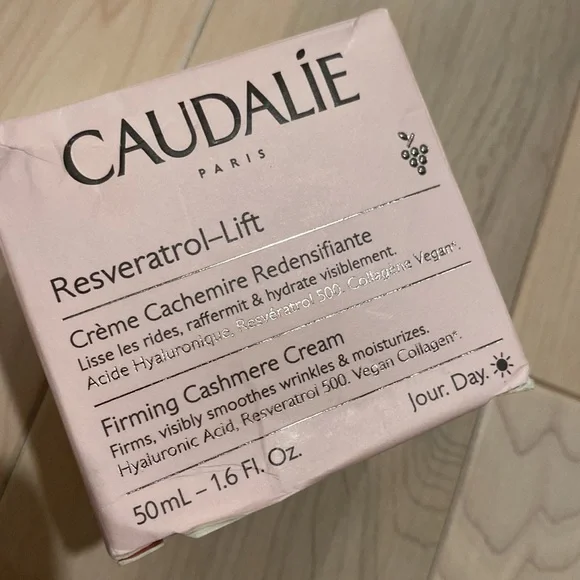 CAUDALÍE
PARIS
Resveratrol–Lift
Crème Cachemire Redensifiante
Lisse les rides, raffermit & hydrate visiblement.
Acide Hyaluronique, Resvératrol 500. Collagène Vegan*.
Firming Cashmere Cream
Firms, visibly smoothes wrinkles & moisturizes.
Hyaluronic Acid, Resveratrol 500. Vegan Collagen*.
Jour. Day.
50mL – 1.6 Fl. Oz.